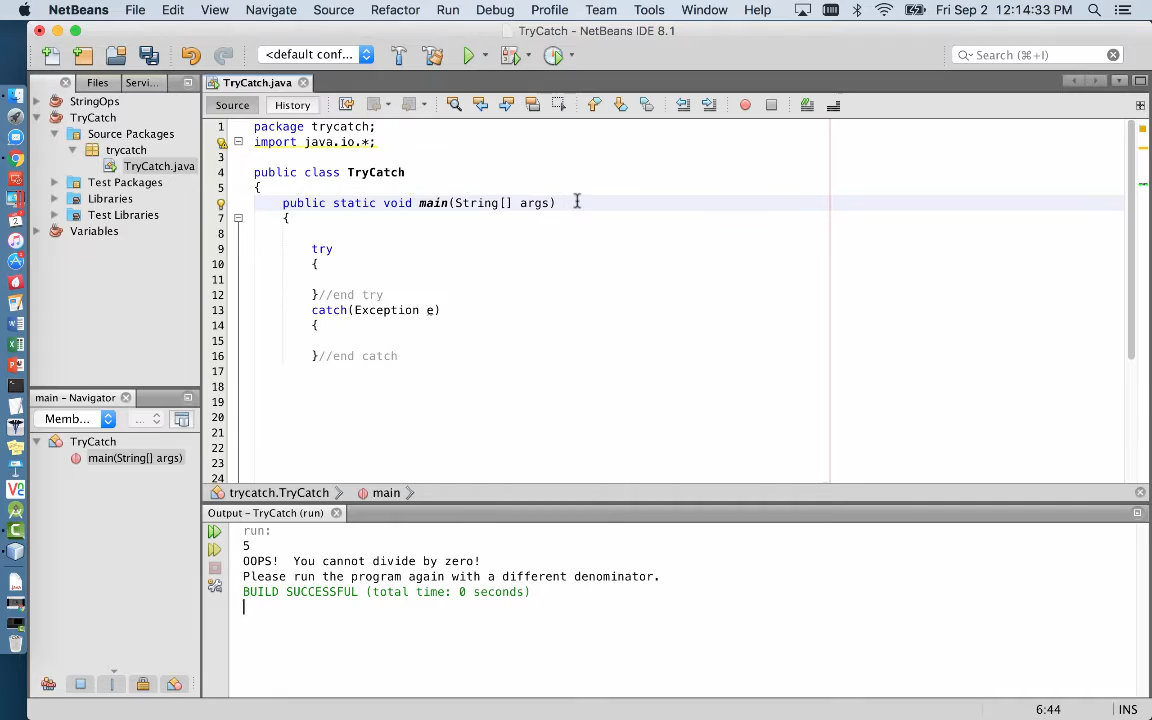 NetBeans File Edit View Navigate Source Refactor Run Debug Profile Team Tools Window Help Fri Sep 2 12:14:33 PM
TryCatch - NetBeans IDE 8.1
<default conf... Search (⌘+I)
Files Servi... TryCatch.java
Source History
StringOps
TryCatch
Source Packages
trycatch
TryCatch.java
Test Packages
Libraries
Test Libraries
Variables
1 package trycatch;
import java.io.*;
3
4 public class TryCatch
5 {
public static void main(String[] args)
7 {
8
9 try
10 {
11
12 }//end try
13 catch(Exception e)
14 {
15
16 }//end catch
17
18
19
20
21
22
23
24
main - Navigator
Memb... ...
TryCatch
main(String[] args)
trycatch.TryCatch main
Output - TryCatch (run)
run:
5
OOPS! You cannot divide by zero!
Please run the program again with a different denominator.
BUILD SUCCESSFUL (total time: 0 seconds)
6:44 INS